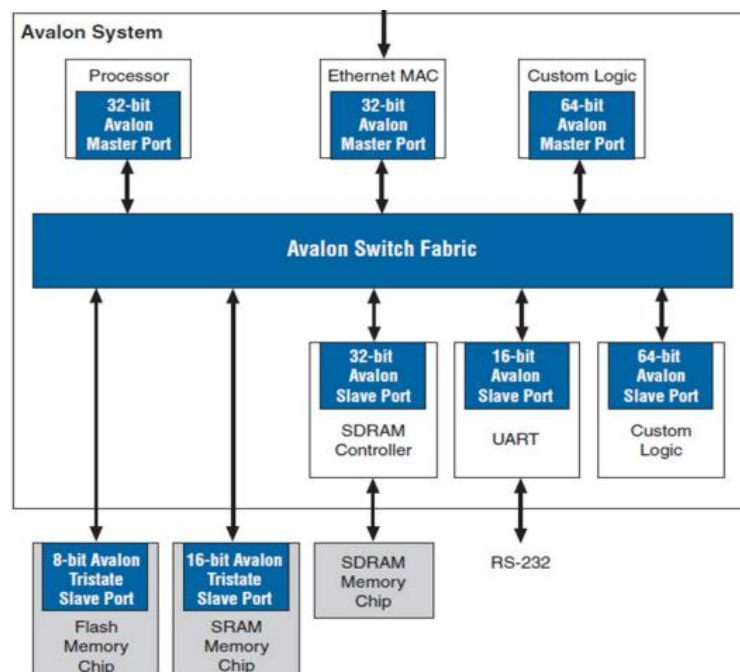 Avalon System
Processor
32-bit
Avalon
Master Port
Ethernet MAC
32-bit
Avalon
Master Port
Custom Logic
64-bit
Avalon
Master Port
Avalon Switch Fabric
32-bit
Avalon
Slave Port
SDRAM
Controller
16-bit
Avalon
Slave Port
UART
64-bit
Avalon
Slave Port
Custom
Logic
8-bit Avalon
Tristate
Slave Port
Flash
Memory
Chip
16-bit Avalon
Tristate
Slave Port
SRAM
Memory
Chip
SDRAM
Memory
Chip
RS-232